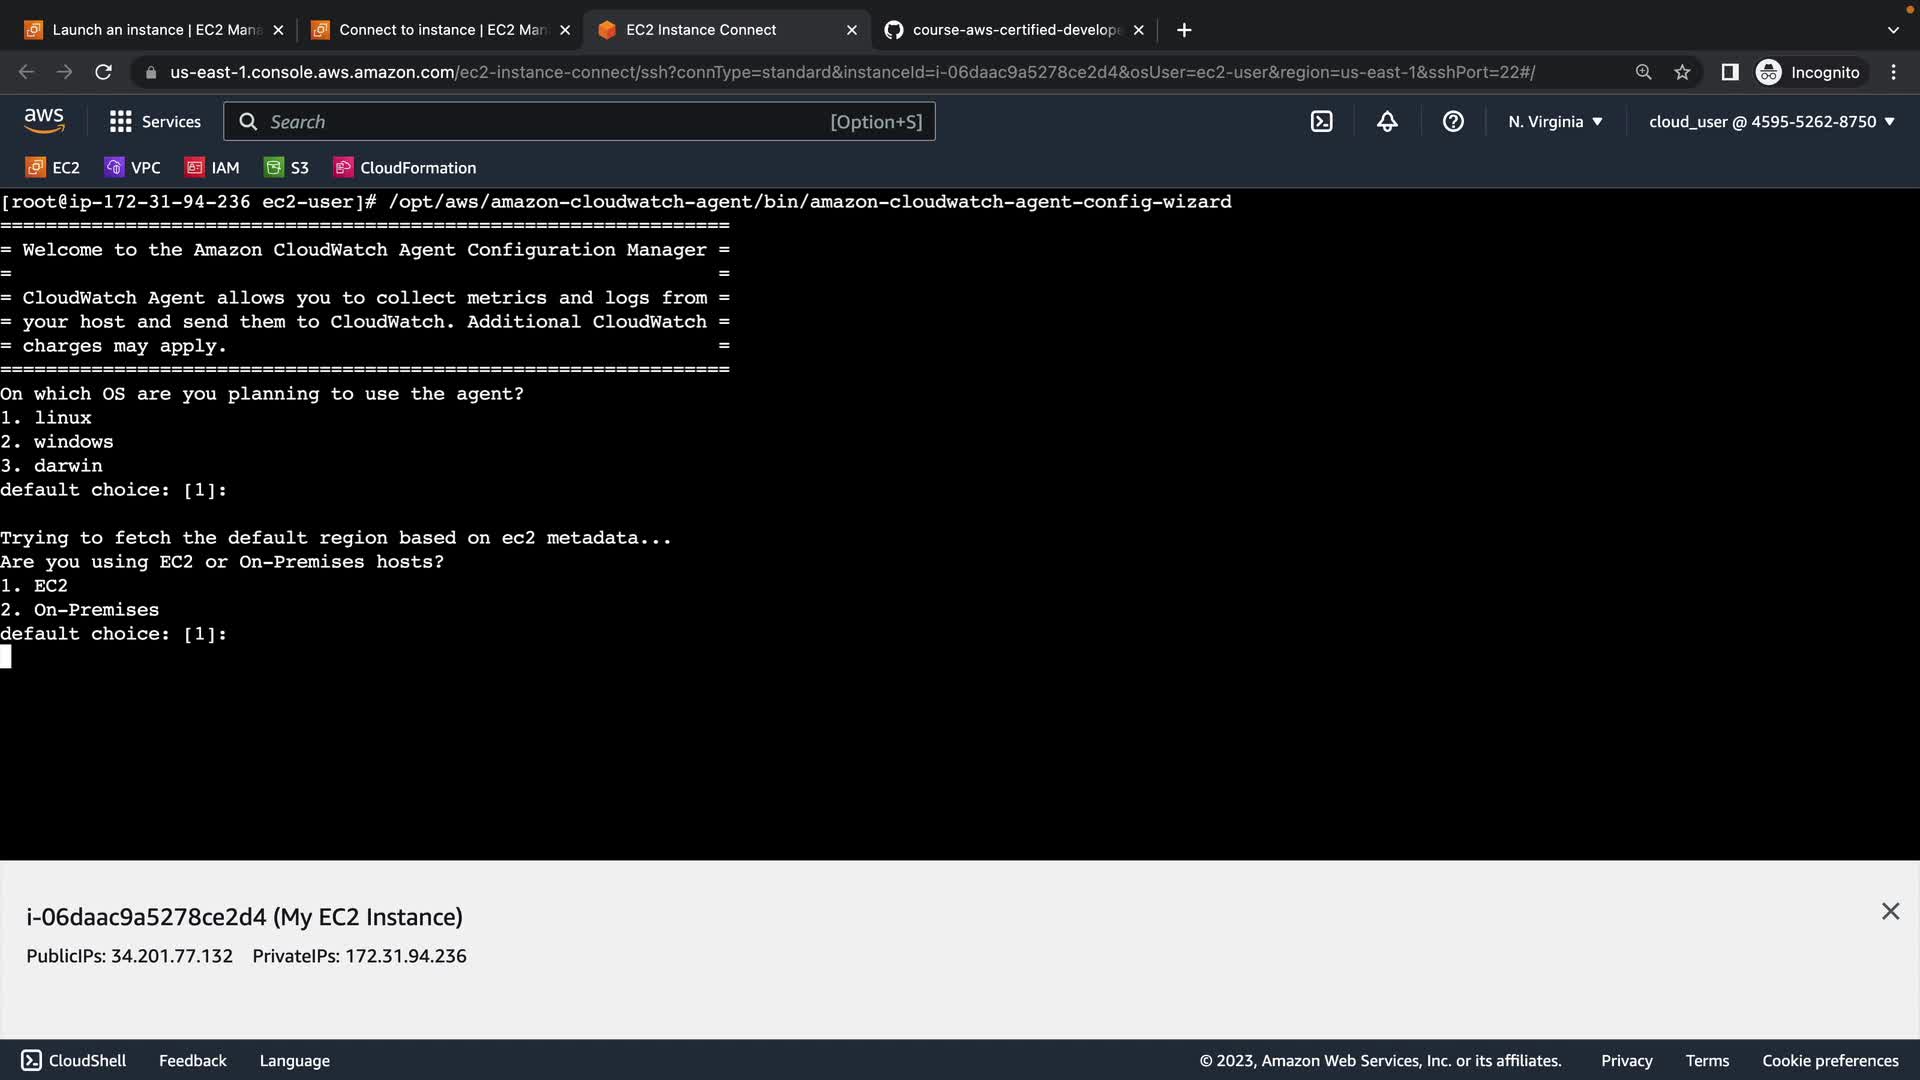 Launch an instance | EC2 Mana
Connect to instance | EC2 Man
EC2 Instance Connect
course-aws-certified-develope
us-east-1.console.aws.amazon.com/ec2-instance-connect/ssh?connType=standard&instanceId=i-06daac9a5278ce2d4&osUser=ec2-user&region=us-east-1&sshPort=22#/
Incognito
aws
Services
Search
[Option+S]
N. Virginia
cloud_user @ 4595-5262-8750
EC2
VPC
IAM
S3
CloudFormation
[root@ip-172-31-94-236 ec2-user]# /opt/aws/amazon-cloudwatch-agent/bin/amazon-cloudwatch-agent-config-wizard
================================================================
= Welcome to the Amazon CloudWatch Agent Configuration Manager =
=                                                              =
= CloudWatch Agent allows you to collect metrics and logs from =
= your host and send them to CloudWatch. Additional CloudWatch =
= charges may apply.                                           =
================================================================
On which OS are you planning to use the agent?
1. linux
2. windows
3. darwin
default choice: [1]:
Trying to fetch the default region based on ec2 metadata...
Are you using EC2 or On-Premises hosts?
1. EC2
2. On-Premises
default choice: [1]:
i-06daac9a5278ce2d4 (My EC2 Instance)
PublicIPs: 34.201.77.132 PrivateIPs: 172.31.94.236
CloudShell
Feedback
Language
© 2023, Amazon Web Services, Inc. or its affiliates.
Privacy
Terms
Cookie preferences